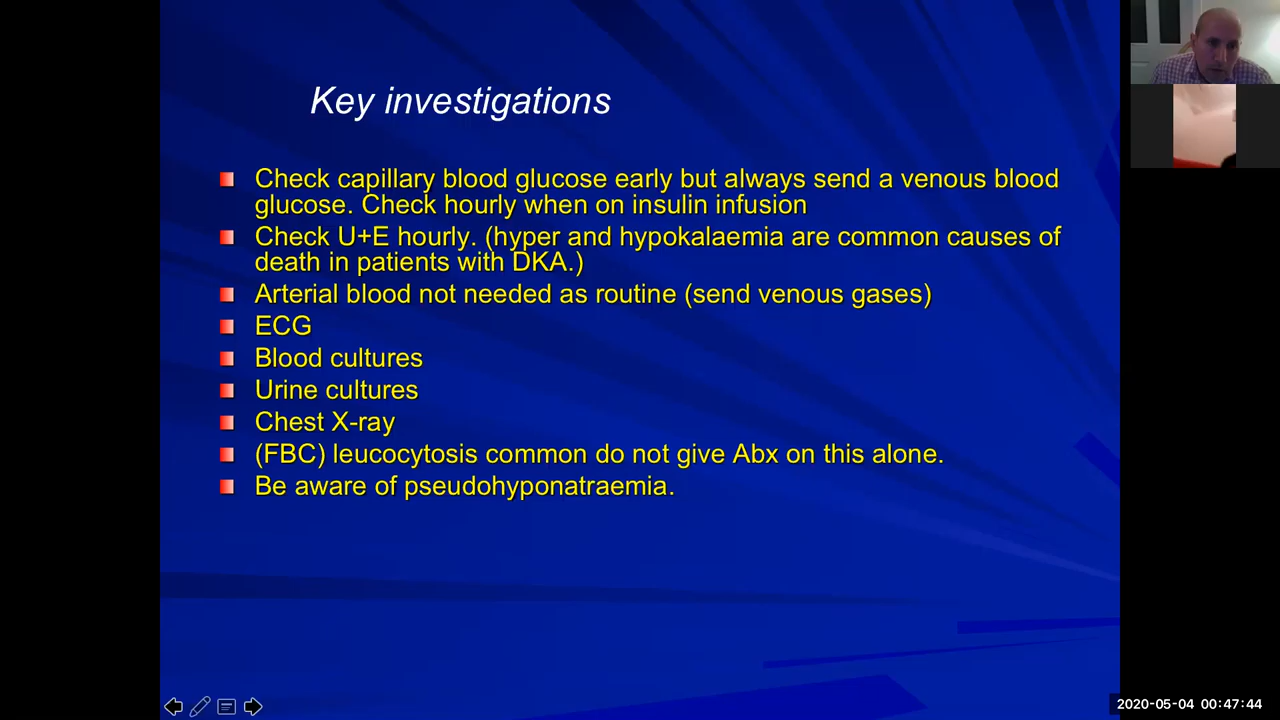 Key investigations
Check capillary blood glucose early but always send a venous blood
glucose. Check hourly when on insulin infusion
Check U+E hourly. (hyper and hypokalaemia are common causes of
death in patients with DKA.)
Arterial blood not needed as routine (send venous gases)
ECG
Blood cultures
Urine cultures
Chest X-ray
(FBC) leucocytosis common do not give Abx on this alone.
Be aware of pseudohyponatraemia.
2020-05-04 00:47:44